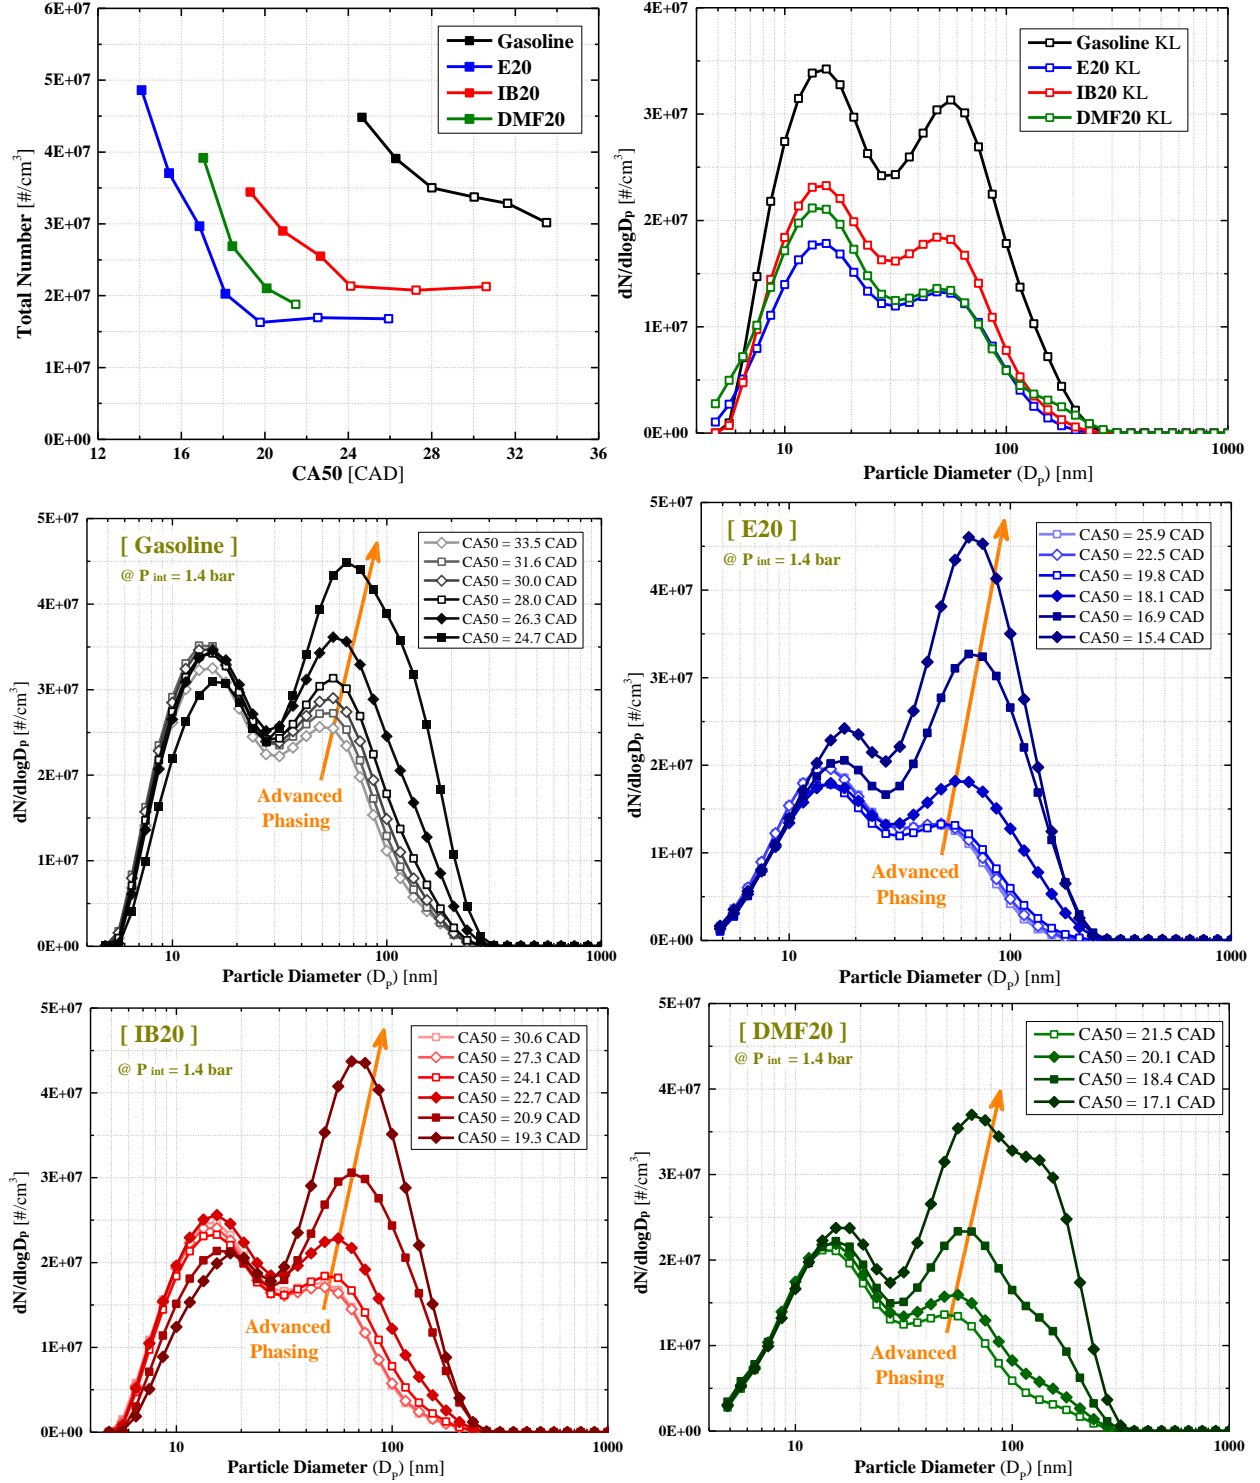 6E+07
5E+07
4E+07
3E+07
2E+07
1E+07
0E+00
Total Number [#/cm³]
Gasoline
E20
IB20
DMF20
12 16 20 24 28 32 36
CA50 [CAD]
4E+07
3E+07
2E+07
1E+07
0E+00
dN/dlogDp [#/cm³]
Gasoline KL
E20 KL
IB20 KL
DMF20 KL
10 100 1000
Particle Diameter (DP) [nm]
5E+07
4E+07
3E+07
2E+07
1E+07
0E+00
dN/dlogDp [#/cm³]
[ Gasoline ]
@ P int = 1.4 bar
CA50 = 33.5 CAD
CA50 = 31.6 CAD
CA50 = 30.0 CAD
CA50 = 28.0 CAD
CA50 = 26.3 CAD
CA50 = 24.7 CAD
Advanced
Phasing
10 100 1000
Particle Diameter (DP) [nm]
5E+07
4E+07
3E+07
2E+07
1E+07
0E+00
dN/dlogDp [#/cm³]
[ E20 ]
@ P int = 1.4 bar
CA50 = 25.9 CAD
CA50 = 22.5 CAD
CA50 = 19.8 CAD
CA50 = 18.1 CAD
CA50 = 16.9 CAD
CA50 = 15.4 CAD
Advanced
Phasing
10 100 1000
Particle Diameter (DP) [nm]
5E+07
4E+07
3E+07
2E+07
1E+07
0E+00
dN/dlogDp [#/cm³]
[ IB20 ]
@ P int = 1.4 bar
CA50 = 30.6 CAD
CA50 = 27.3 CAD
CA50 = 24.1 CAD
CA50 = 22.7 CAD
CA50 = 20.9 CAD
CA50 = 19.3 CAD
Advanced
Phasing
10 100 1000
Particle Diameter (DP) [nm]
5E+07
4E+07
3E+07
2E+07
1E+07
0E+00
dN/dlogDp [#/cm³]
[ DMF20 ]
@ P int = 1.4 bar
CA50 = 21.5 CAD
CA50 = 20.1 CAD
CA50 = 18.4 CAD
CA50 = 17.1 CAD
Advanced
Phasing
10 100 1000
Particle Diameter (DP) [nm]